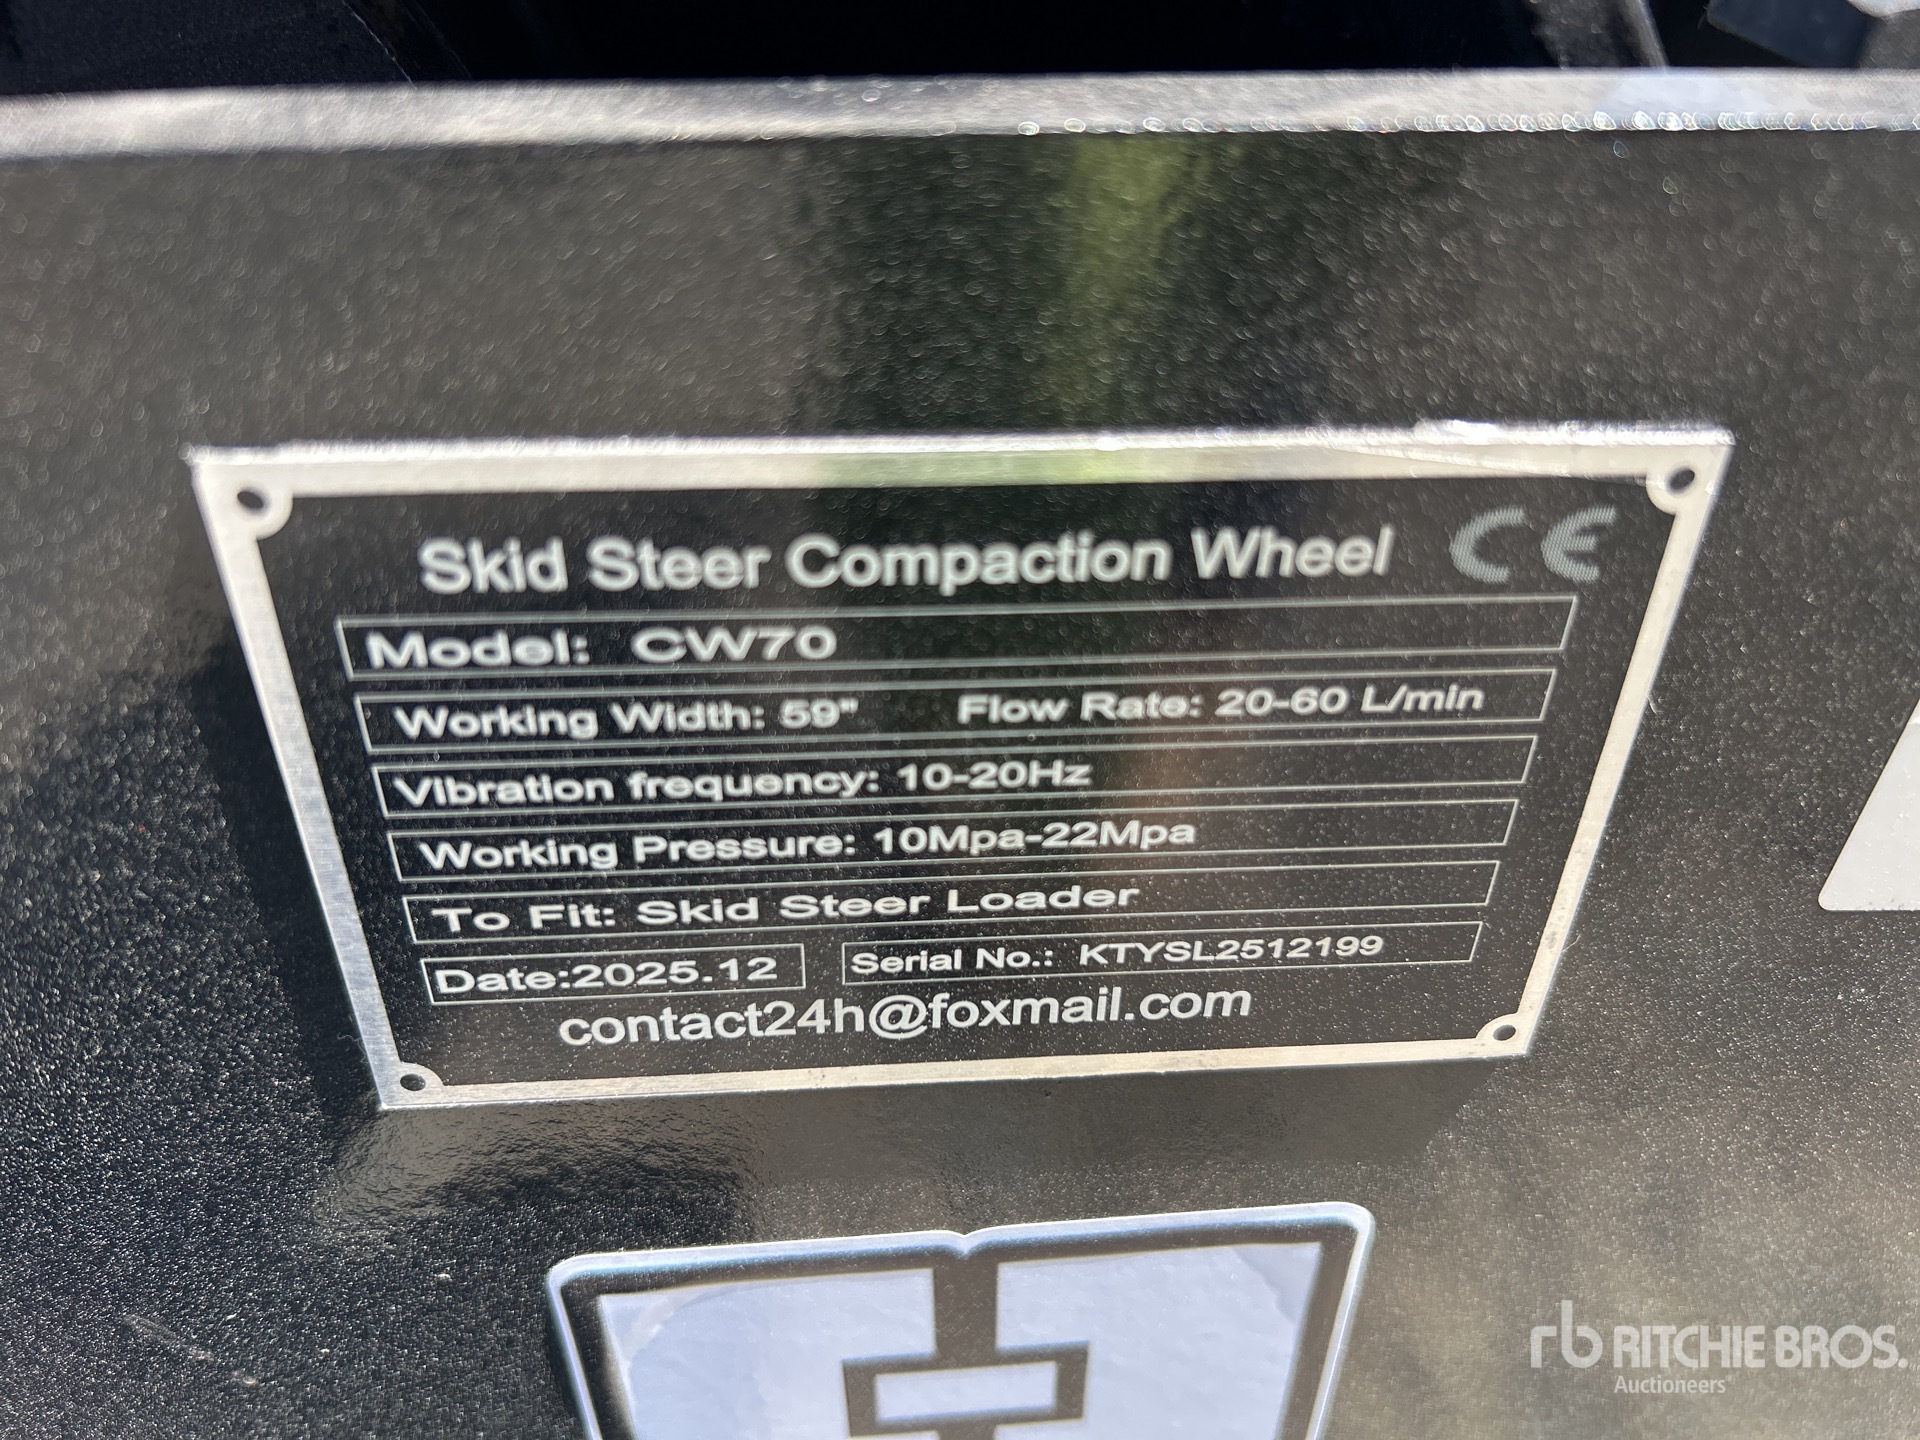 Skid Steer Compaction Wheel CE
Model: CW70
Working Width: 59" Flow Rate: 20-60 L/min
Vibration frequency: 10-20Hz
Working Pressure: 10Mpa-22Mpa
To Fit: Skid Steer Loader
Date:2025.12 Serial No.: KTYSL2512199
contact24h@foxmail.com
rb RITCHIE BROS.
Auctioneers